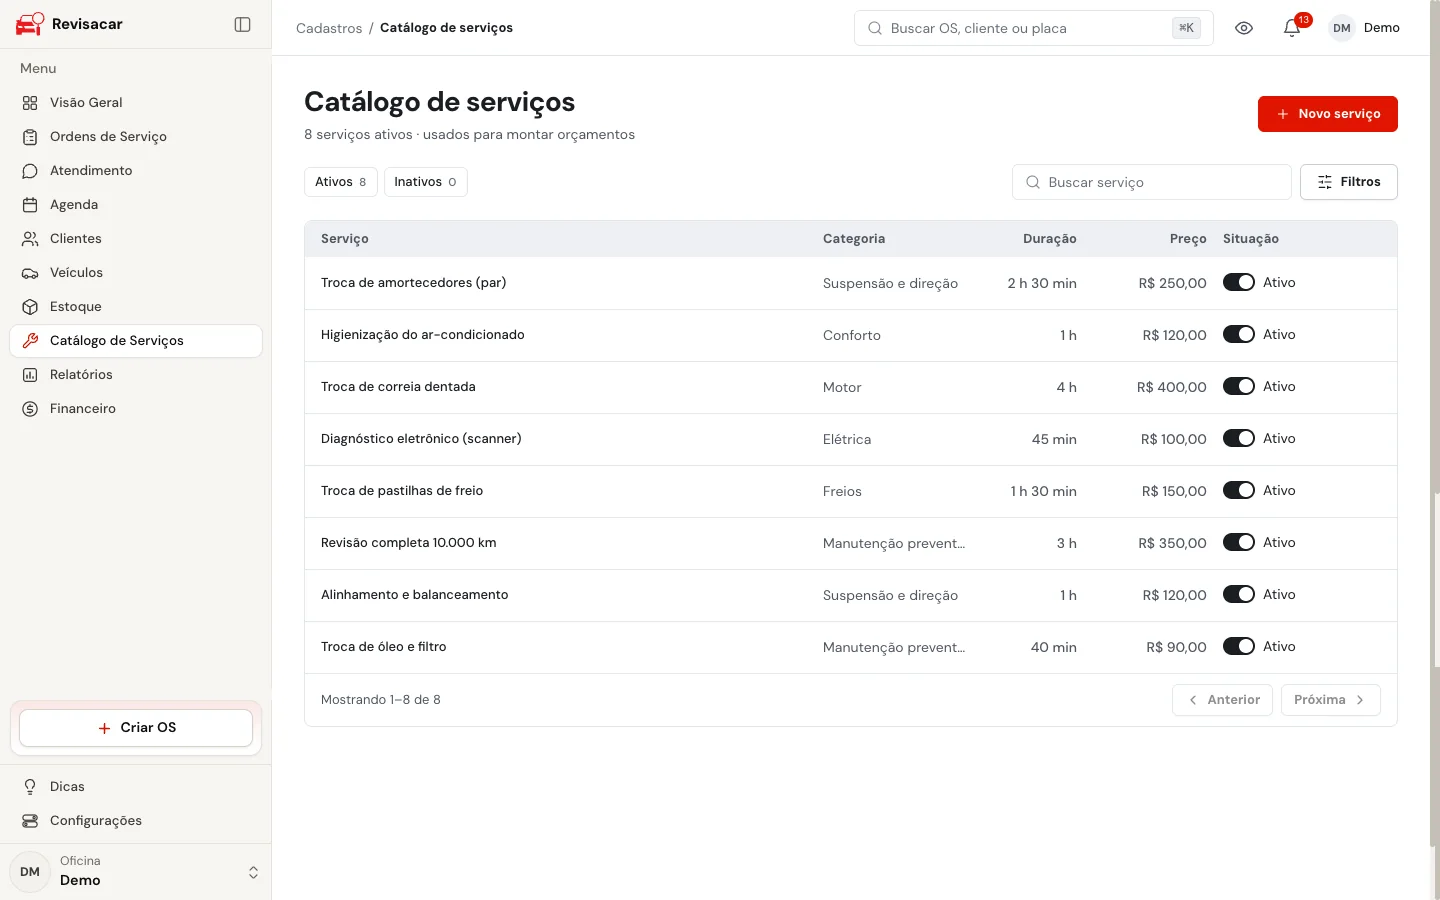 Revisacar
Menu
Visão Geral
Ordens de Serviço
Atendimento
Agenda
Clientes
Veículos
Estoque
Catálogo de Serviços
Relatórios
Financeiro
Criar OS
Dicas
Configurações
DM
Oficina
Demo
Cadastros / Catálogo de serviços
Buscar OS, cliente ou placa ⌘K
13
DM Demo
Catálogo de serviços
8 serviços ativos · usados para montar orçamentos
Novo serviço
Ativos 8 Inativos 0
Buscar serviço
Filtros
Serviço Categoria Duração Preço Situação
Troca de amortecedores (par) Suspensão e direção 2 h 30 min R$ 250,00 Ativo
Higienização do ar-condicionado Conforto 1 h R$ 120,00 Ativo
Troca de correia dentada Motor 4 h R$ 400,00 Ativo
Diagnóstico eletrônico (scanner) Elétrica 45 min R$ 100,00 Ativo
Troca de pastilhas de freio Freios 1 h 30 min R$ 150,00 Ativo
Revisão completa 10.000 km Manutenção prevent... 3 h R$ 350,00 Ativo
Alinhamento e balanceamento Suspensão e direção 1 h R$ 120,00 Ativo
Troca de óleo e filtro Manutenção prevent... 40 min R$ 90,00 Ativo
Mostrando 1–8 de 8
Anterior Próxima